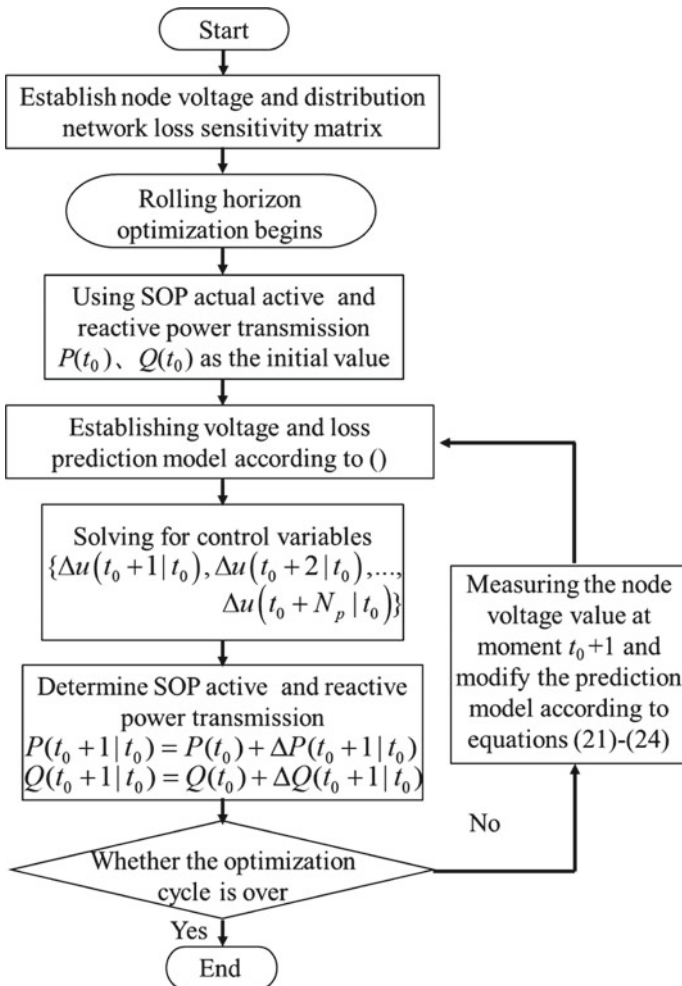 Start
Establish node voltage and distribution
network loss sensitivity matrix
Rolling horizon
optimization begins
Using SOP actual active and
reactive power transmission
P(t₀)、Q(t₀) as the initial value
Establishing voltage and loss
prediction model according to ()
Solving for control variables
{Δu(t₀+1|t₀),Δu(t₀+2|t₀),...,
Δu(t₀+Nₚ|t₀)}
Determine SOP active and reactive
power transmission
P(t₀+1|t₀)=P(t₀)+ΔP(t₀+1|t₀)
Q(t₀+1|t₀)=Q(t₀)+ΔQ(t₀+1|t₀)
Whether the optimization
cycle is over
Yes
End
No
Measuring the node
voltage value at
moment t₀+1 and
modify the prediction
model according to
equations (21)-(24)